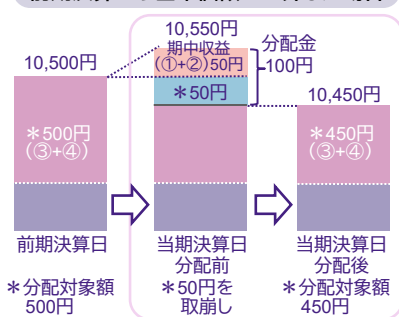 10,550円
期中収益
(①+②)50円
分配金
100円
10,500円
＊50円
10,450円
＊500円
(③+④)
＊450円
(③+④)
前期決算日
当期決算日
分配前
当期決算日
分配後
＊分配対象額
500円
＊50円を
取崩し
＊分配対象額
450円